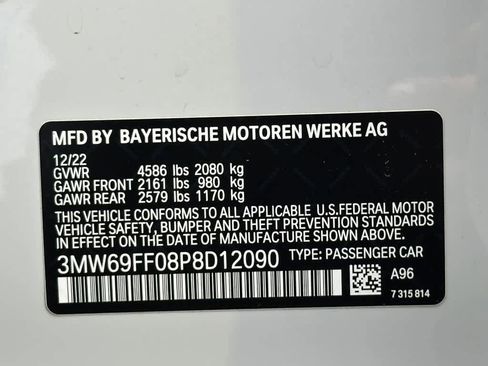 MFD BY BAYERISCHE MOTOREN WERKE AG
12/22
GVWR 4586 lbs 2080 kg
GAWR FRONT 2161 lbs 980 kg
GAWR REAR 2579 lbs 1170 kg
THIS VEHICLE CONFORMS TO ALL APPLICABLE U.S.FEDERAL MOTOR
VEHICLE SAFETY, BUMPER, AND THEFT PREVENTION STANDARDS
IN EFFECT ON THE DATE OF MANUFACTURE SHOWN ABOVE.
3MW69FF08P8D12090 TYPE: PASSENGER CAR
A96
7 315 814